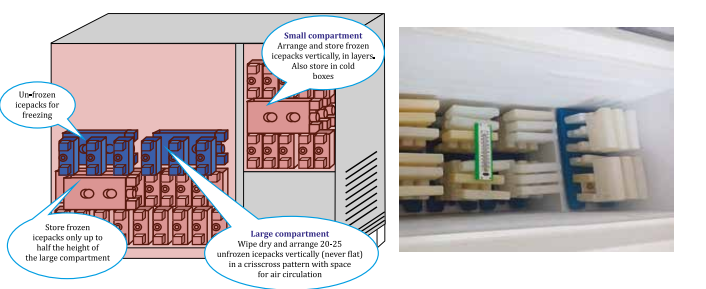 Small compartment
Arrange and store frozen
icepacks vertically, in layers.
Also store in cold
boxes
Un-frozen
icepacks for
freezing
Store frozen
icepacks only up to
half the height of
the large compartment
Large compartment
Wipe dry and arrange 20-25
unfrozen icepacks vertically (never flat)
in a crisscross pattern with space
for air circulation